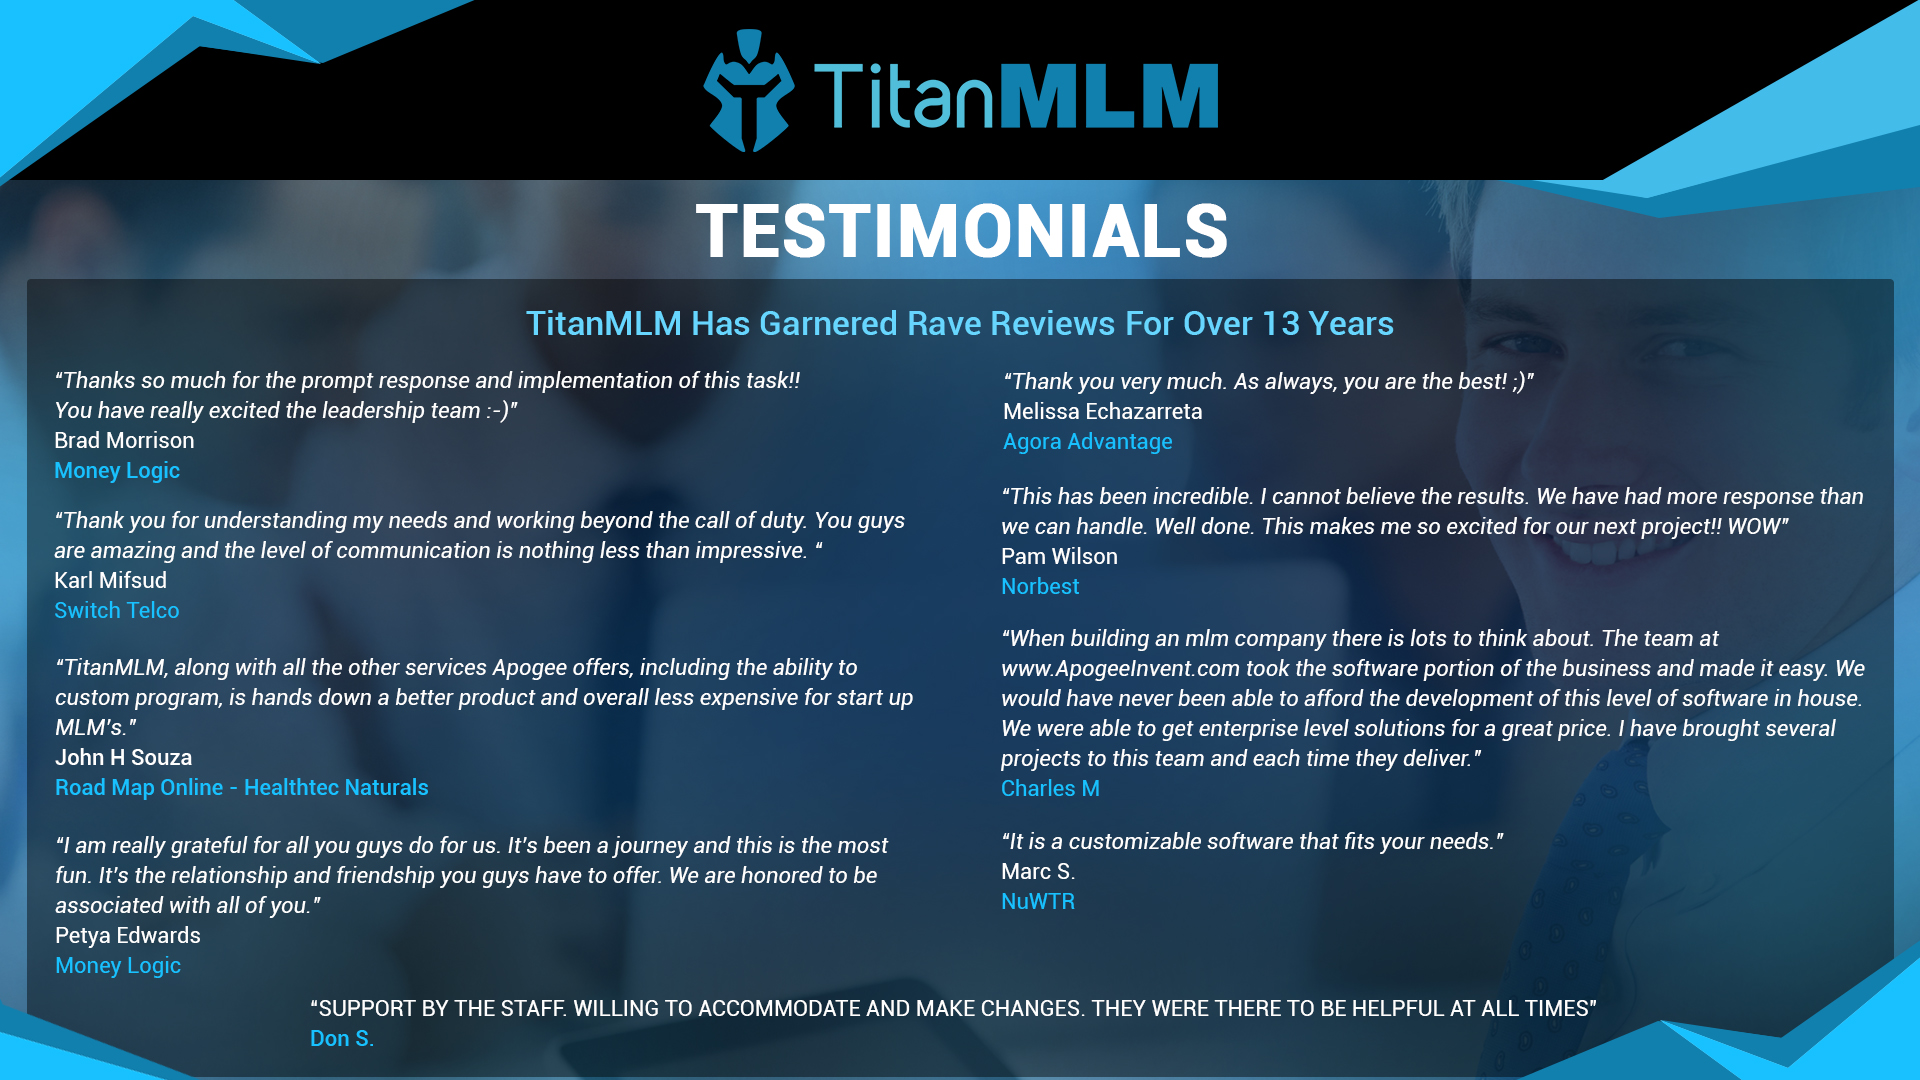 TitanMLM
TESTIMONIALS
TitanMLM Has Garnered Rave Reviews For Over 13 Years
“Thanks so much for the prompt response and implementation of this task!!
You have really excited the leadership team :-)”
Brad Morrison
Money Logic
“Thank you for understanding my needs and working beyond the call of duty. You guys
are amazing and the level of communication is nothing less than impressive. “
Karl Mifsud
Switch Telco
“TitanMLM, along with all the other services Apogee offers, including the ability to
custom program, is hands down a better product and overall less expensive for start up
MLM’s.”
John H Souza
Road Map Online - Healthtec Naturals
“I am really grateful for all you guys do for us. It’s been a journey and this is the most
fun. It’s the relationship and friendship you guys have to offer. We are honored to be
associated with all of you.”
Petya Edwards
Money Logic
“Thank you very much. As always, you are the best! ;)”
Melissa Echazarreta
Agora Advantage
“This has been incredible. I cannot believe the results. We have had more response than
we can handle. Well done. This makes me so excited for our next project!! WOW”
Pam Wilson
Norbest
“When building an mlm company there is lots to think about. The team at
www.ApogeeInvent.com took the software portion of the business and made it easy. We
would have never been able to afford the development of this level of software in house.
We were able to get enterprise level solutions for a great price. I have brought several
projects to this team and each time they deliver.”
Charles M
“It is a customizable software that fits your needs.”
Marc S.
NuWTR
“SUPPORT BY THE STAFF. WILLING TO ACCOMMODATE AND MAKE CHANGES. THEY WERE THERE TO BE HELPFUL AT ALL TIMES”
Don S.